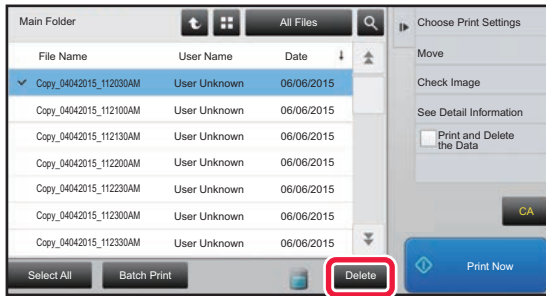 Main Folder
All Files
Choose Print Settings
File Name User Name Date
Move
Copy_04042015_112030AM User Unknown 06/06/2015
Check Image
Copy_04042015_112100AM User Unknown 06/06/2015
See Detail Information
Copy_04042015_112130AM User Unknown 06/06/2015
Print and Delete
the Data
Copy_04042015_112200AM User Unknown 06/06/2015
Copy_04042015_112230AM User Unknown 06/06/2015
Copy_04042015_112300AM User Unknown 06/06/2015
CA
Copy_04042015_112330AM User Unknown 06/06/2015
Select All
Batch Print
Delete
Print Now